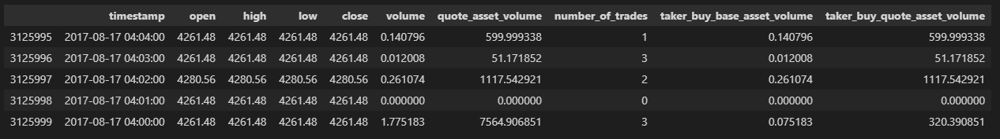 timestamp open high low close volume quote_asset_volume number_of_trades taker_buy_base_asset_volume taker_buy_quote_asset_volume
3125995 2017-08-17 04:04:00 4261.48 4261.48 4261.48 4261.48 0.140796 599.999338 1 0.140796 599.999338
3125996 2017-08-17 04:03:00 4261.48 4261.48 4261.48 4261.48 0.012008 51.171852 3 0.012008 51.171852
3125997 2017-08-17 04:02:00 4280.56 4280.56 4280.56 4280.56 0.261074 1117.542921 2 0.261074 1117.542921
3125998 2017-08-17 04:01:00 4261.48 4261.48 4261.48 4261.48 0.000000 0.000000 0 0.000000 0.000000
3125999 2017-08-17 04:00:00 4261.48 4261.48 4261.48 4261.48 1.775183 7564.906851 3 0.075183 320.390851